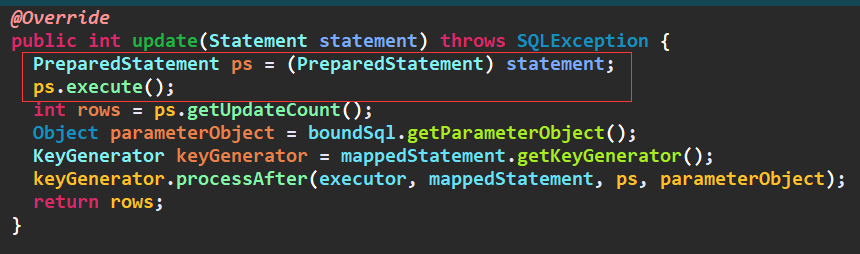 @Override
public int update(Statement statement) throws SQLException {
PreparedStatement ps = (PreparedStatement) statement;
ps.execute();
int rows = ps.getUpdateCount();
Object parameterObject = boundSql.getParameterObject();
KeyGenerator keyGenerator = mappedStatement.getKeyGenerator();
keyGenerator.processAfter(executor, mappedStatement, ps, parameterObject);
return rows;
}